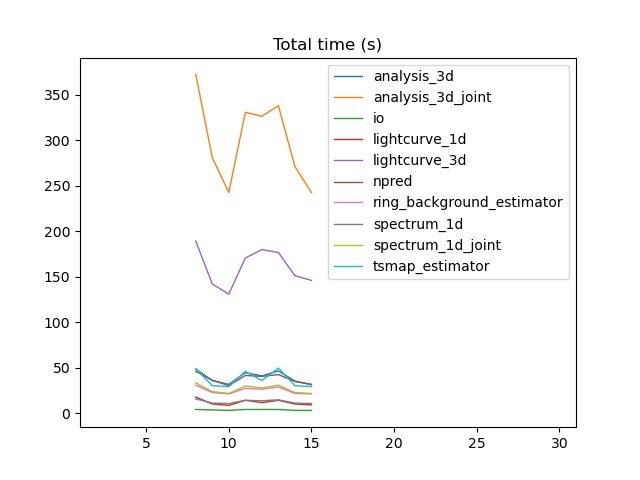 Total time (s)
350
300
250
200
150
100
50
0
5
10
15
20
25
30
analysis_3d
analysis_3d_joint
io
lightcurve_1d
lightcurve_3d
npred
ring_background_estimator
spectrum_1d
spectrum_1d_joint
tsmap_estimator